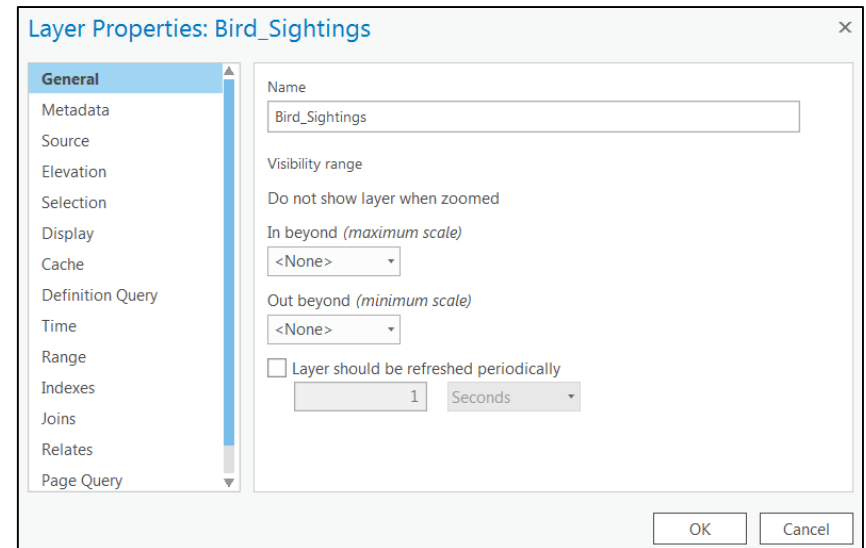 Layer Properties: Bird_Sightings
×
General
Metadata
Source
Elevation
Selection
Display
Cache
Definition Query
Time
Range
Indexes
Joins
Relates
Page Query
Name
Bird_Sightings
Visibility range
Do not show layer when zoomed
In beyond (maximum scale)
<None>
Out beyond (minimum scale)
<None>
Layer should be refreshed periodically
1 Seconds
OK Cancel